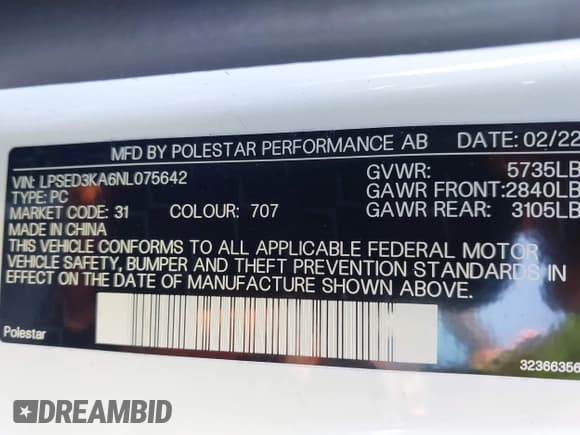 MFD BY POLESTAR PERFORMANCE AB DATE: 02/22
VIN: LPSED3KA6NL075642 GVWR: 5735LB
TYPE: PC GAWR FRONT:2840LB
MARKET CODE: 31 COLOUR: 707 GAWR REAR: 3105LB
MADE IN CHINA
THIS VEHICLE CONFORMS TO ALL APPLICABLE FEDERAL MOTOR
VEHICLE SAFETY, BUMPER AND THEFT PREVENTION STANDARDS IN
EFFECT ON THE DATE OF MANUFACTURE SHOWN ABOVE.
Polestar
32366356
DREAMBID